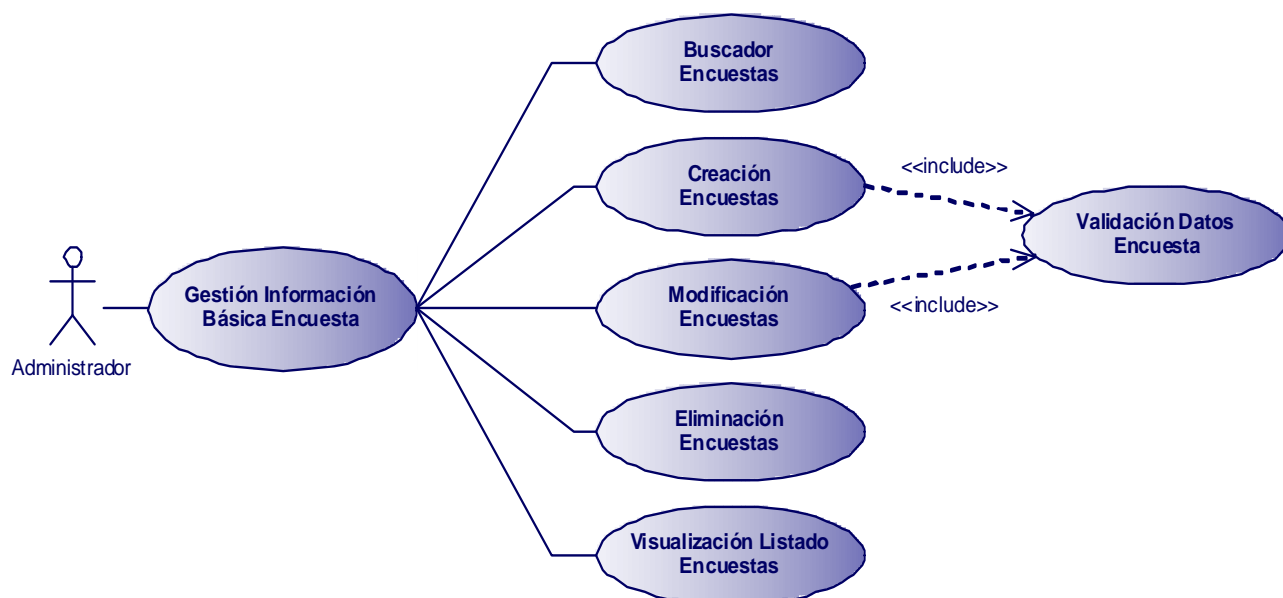 Buscador
Encuestas
Creación
Encuestas
<<include>>
Validación Datos
Encuesta
Gestión Información
Básica Encuesta
Modificación
Encuestas
<<include>>
Administrador
Eliminación
Encuestas
Visualización Listado
Encuestas